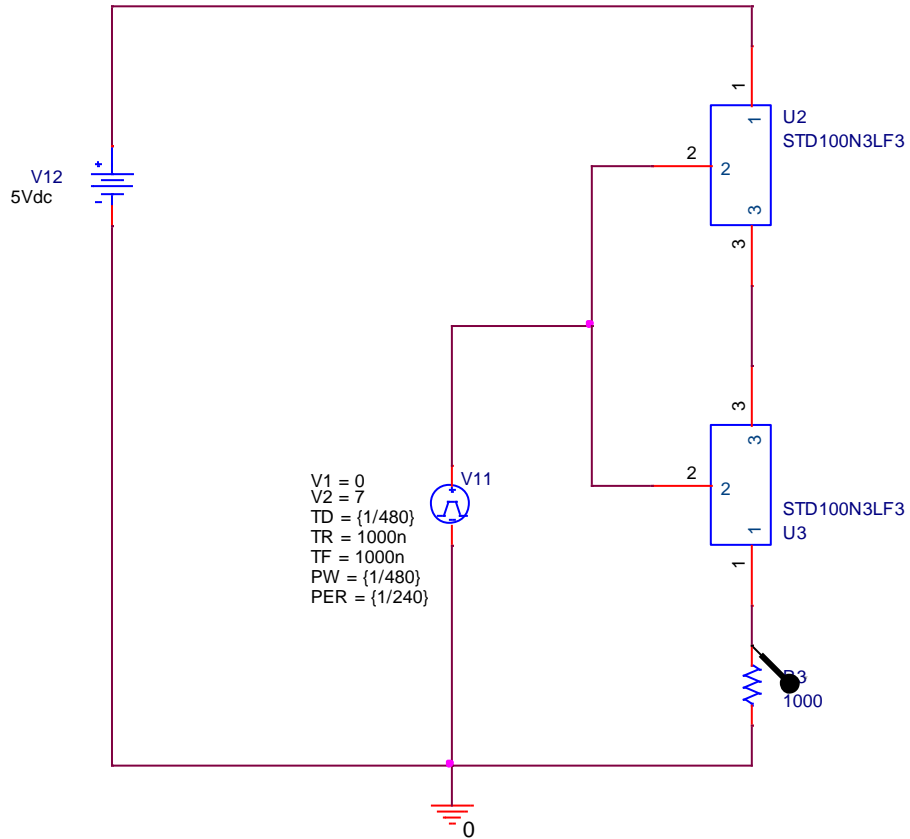 1
1
U2
STD100N3LF3
2
2
3
3
V12
5Vdc
+
-
3
3
2
2
STD100N3LF3
U3
1
1
V11
+
-
V1 = 0
V2 = 7
TD = {1/480}
TR = 1000n
TF = 1000n
PW = {1/480}
PER = {1/240}
1000
0